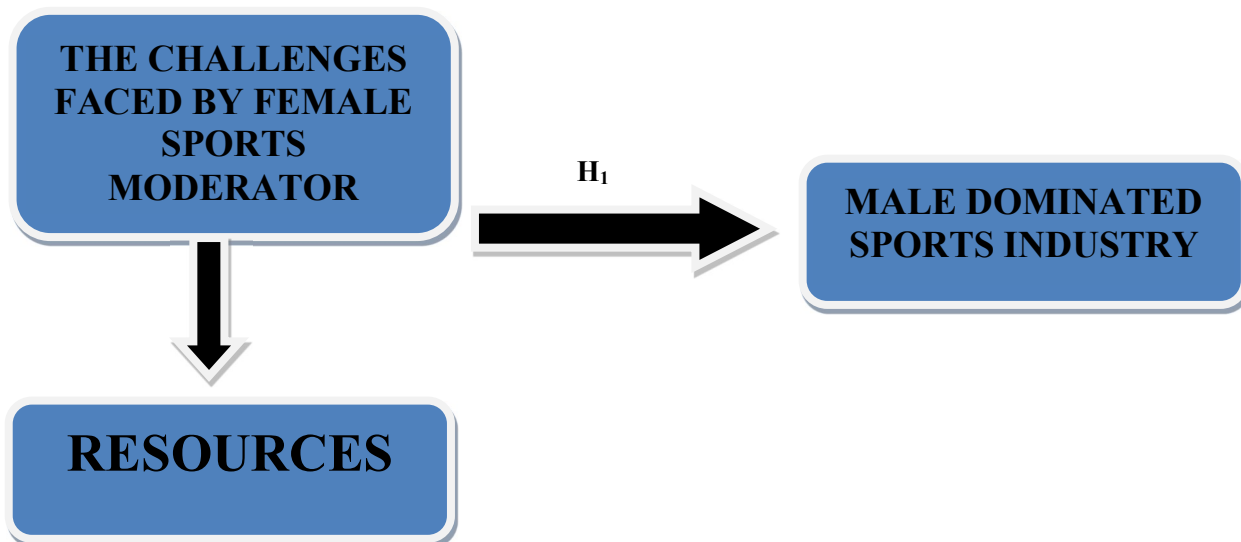 THE CHALLENGES
FACED BY FEMALE
SPORTS
MODERATOR
H₁
MALE DOMINATED
SPORTS INDUSTRY
RESOURCES